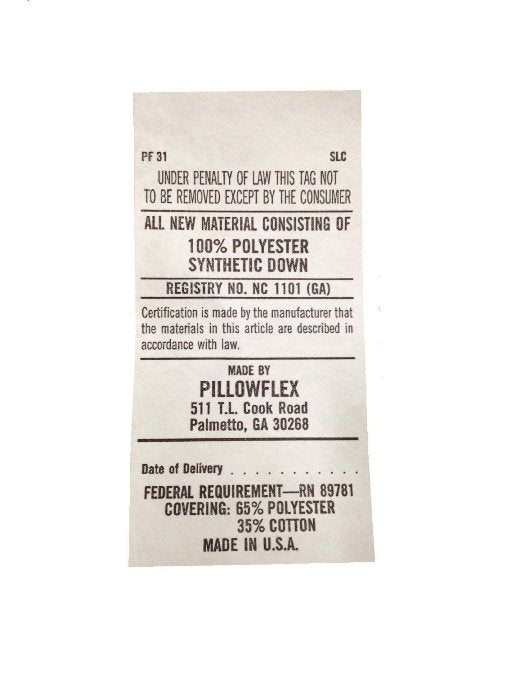 PF 31 SLC
UNDER PENALTY OF LAW THIS TAG NOT
TO BE REMOVED EXCEPT BY THE CONSUMER
ALL NEW MATERIAL CONSISTING OF
100% POLYESTER
SYNTHETIC DOWN
REGISTRY NO. NC 1101 (GA)
Certification is made by the manufacturer that
the materials in this article are described in
accordance with law.
MADE BY
PILLOWFLEX
511 T.L. Cook Road
Palmetto, GA 30268
Date of Delivery . . . . . . . . . . .
FEDERAL REQUIREMENT—RN 89781
COVERING: 65% POLYESTER
35% COTTON
MADE IN U.S.A.